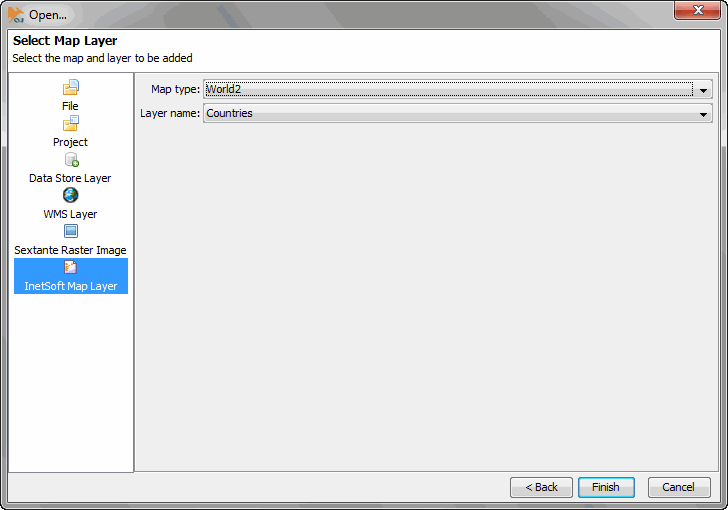 Open...
Select Map Layer
Select the map and layer to be added
File
Project
Data Store Layer
WMS Layer
Sextante Raster Image
InetSoft Map Layer
Map type: World2
Layer name: Countries
< Back Finish Cancel